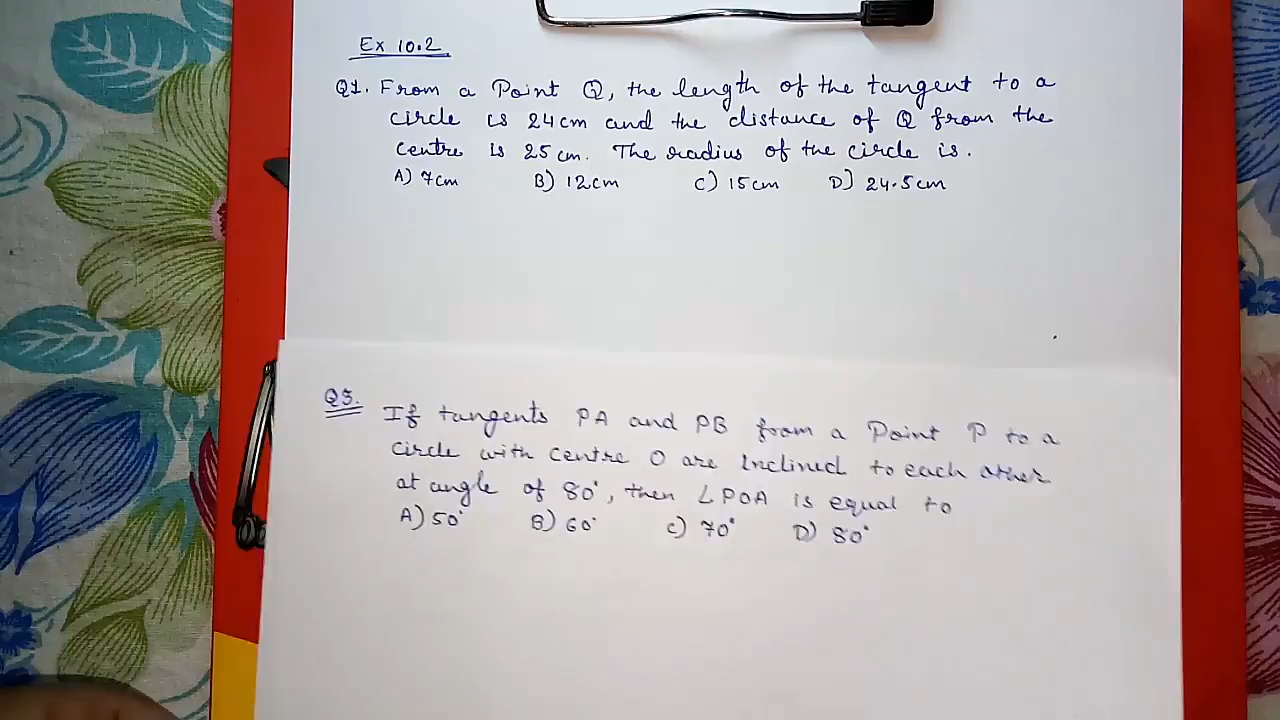 Ex 10.2
Q1. From a Point Q, the length of the tangent to a
circle is 24cm and the distance of Q from the
centre is 25 cm. The radius of the circle is.
A) 7cm B) 12cm C) 15cm D) 24.5cm
Q3. If tangents PA and PB from a Point P to a
circle with centre O are Inclined to each other
at angle of 80°, then ∠POA is equal to
A) 50° B) 60° C) 70° D) 80°